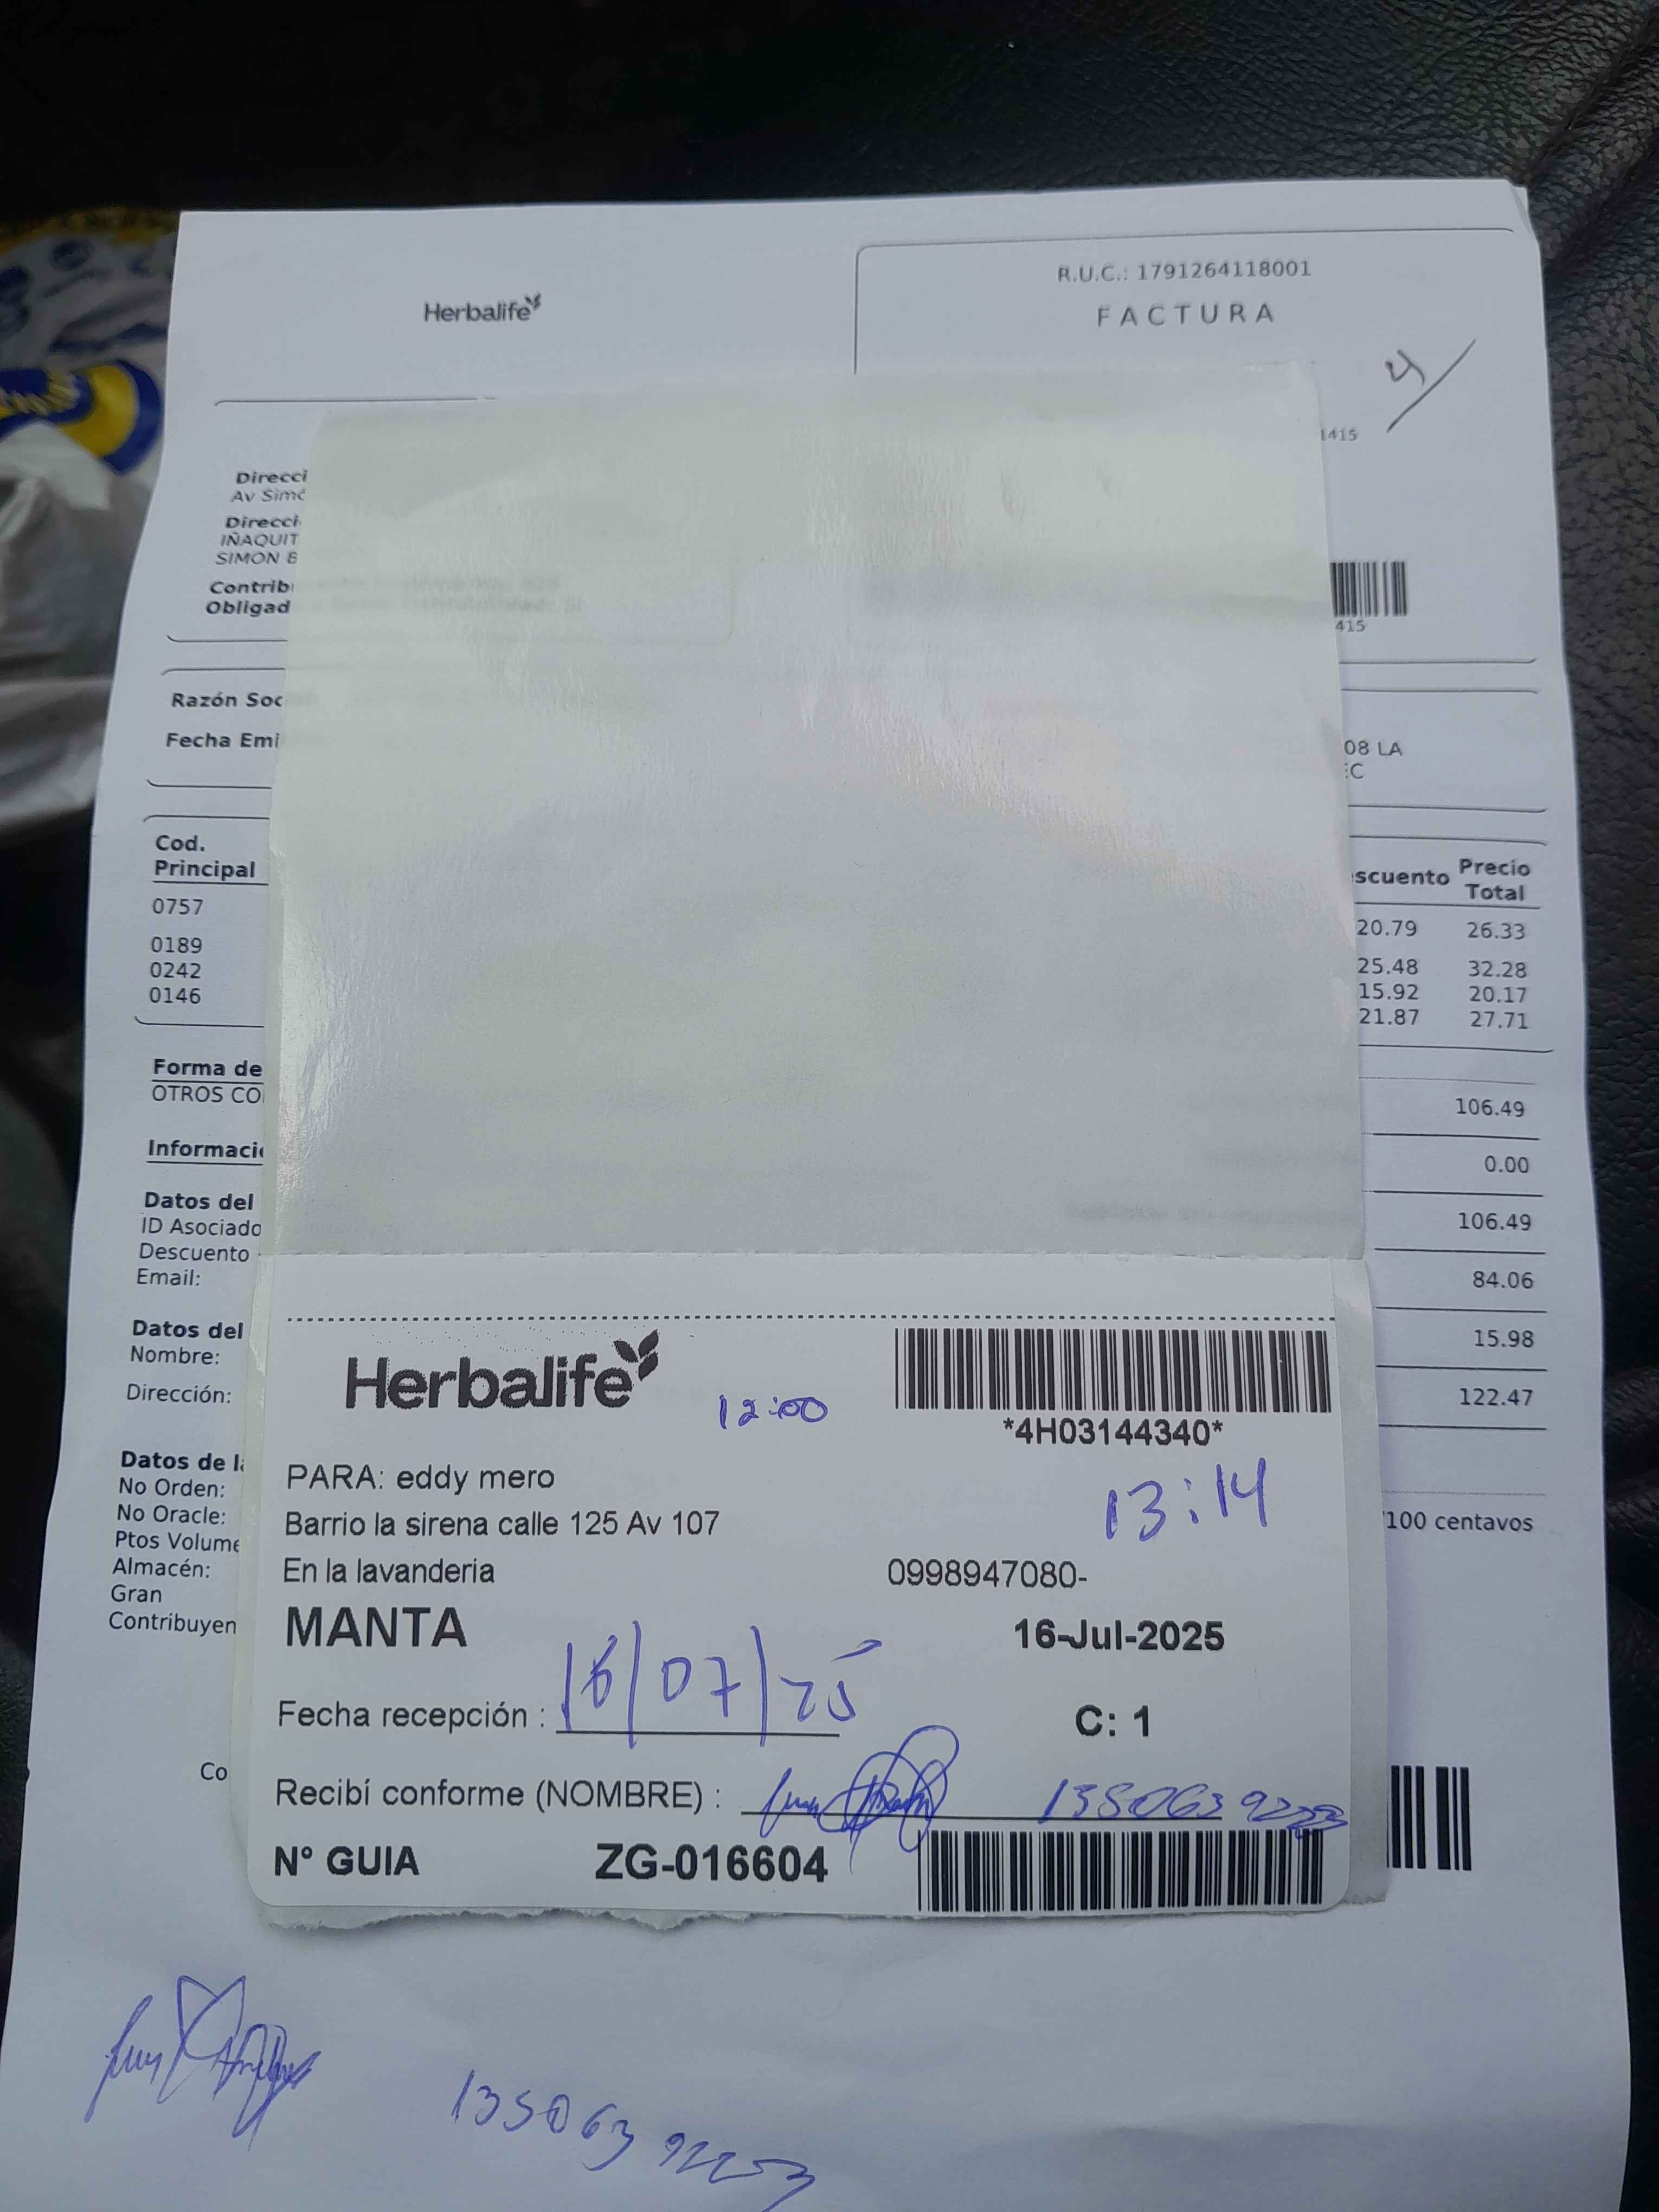 Herbalife
R.U.C.: 1791264118001
FACTURA
4/
1415
Direcci
Av Simó
Direcci
IÑAQUIT
SIMON B
Contrib
Obligad
415
Razón Soc
Fecha Emi
08 LA
EC
Cod.
Principal
scuento Precio
Total
0757 20.79 26.33
0189 25.48 32.28
0242 15.92 20.17
0146 21.87 27.71
Forma de
OTROS CO
106.49
Informaci
0.00
Datos del
ID Asociado
106.49
Descuento
Email:
84.06
Datos del
Nombre:
15.98
Dirección:
122.47
Datos de l
No Orden:
No Oracle:
/100 centavos
Ptos Volume
Almacén:
Gran
Contribuyen
Co
Herbalife
12:00
*4H03144340*
PARA: eddy mero
13:14
Barrio la sirena calle 125 Av 107
En la lavanderia 0998947080-
MANTA 16-Jul-2025
Fecha recepción : 16/07/25 C: 1
Recibí conforme (NOMBRE) :
N° GUIA ZG-016604